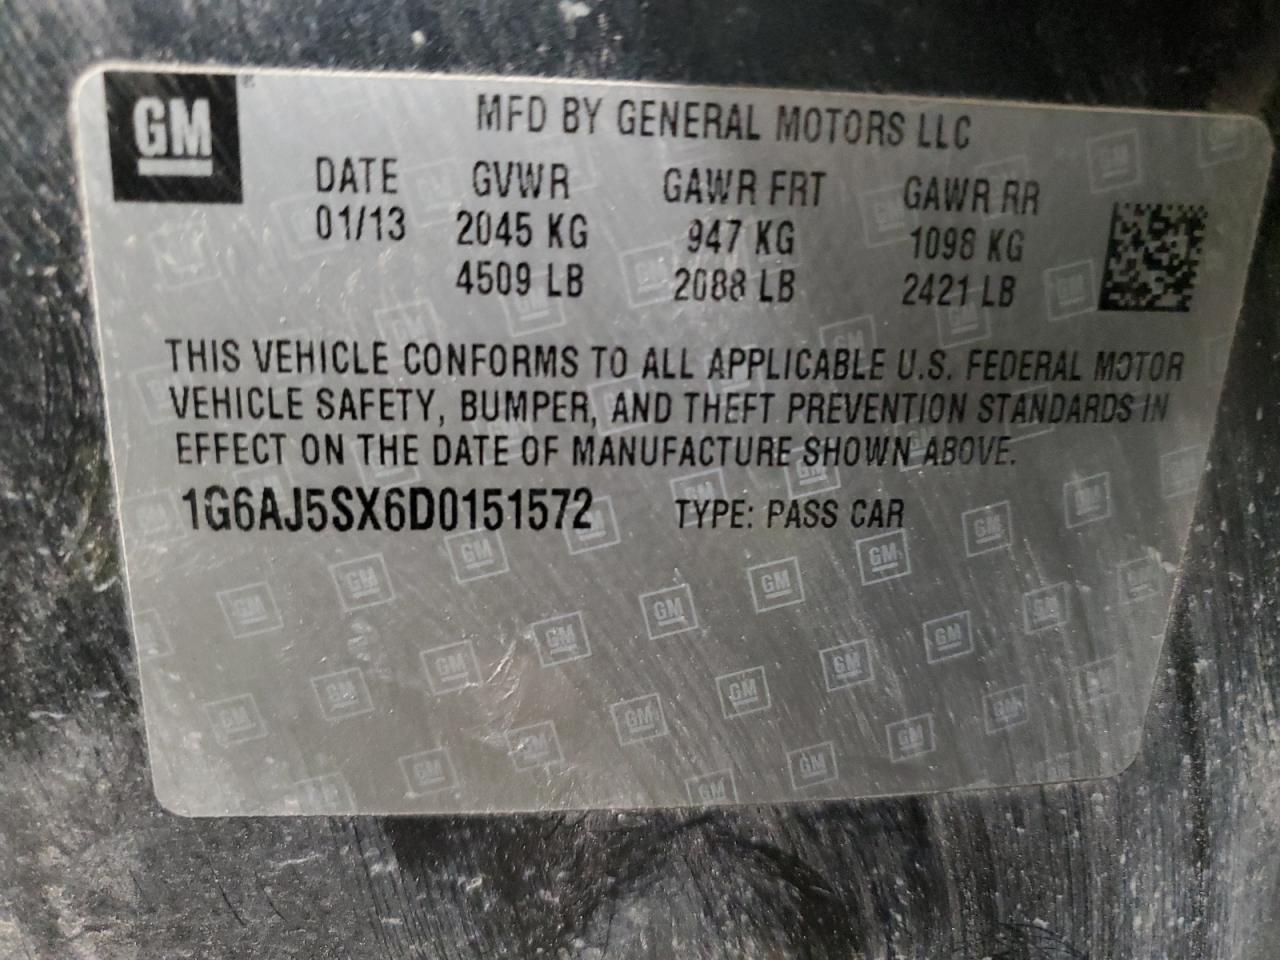 GM
MFD BY GENERAL MOTORS LLC
DATE GVWR GAWR FRT GAWR RR
01/13 2045 KG 947 KG 1098 KG
4509 LB 2088 LB 2421 LB
THIS VEHICLE CONFORMS TO ALL APPLICABLE U.S. FEDERAL MOTOR
VEHICLE SAFETY, BUMPER, AND THEFT PREVENTION STANDARDS IN
EFFECT ON THE DATE OF MANUFACTURE SHOWN ABOVE.
1G6AJ5SX6D0151572 TYPE: PASS CAR